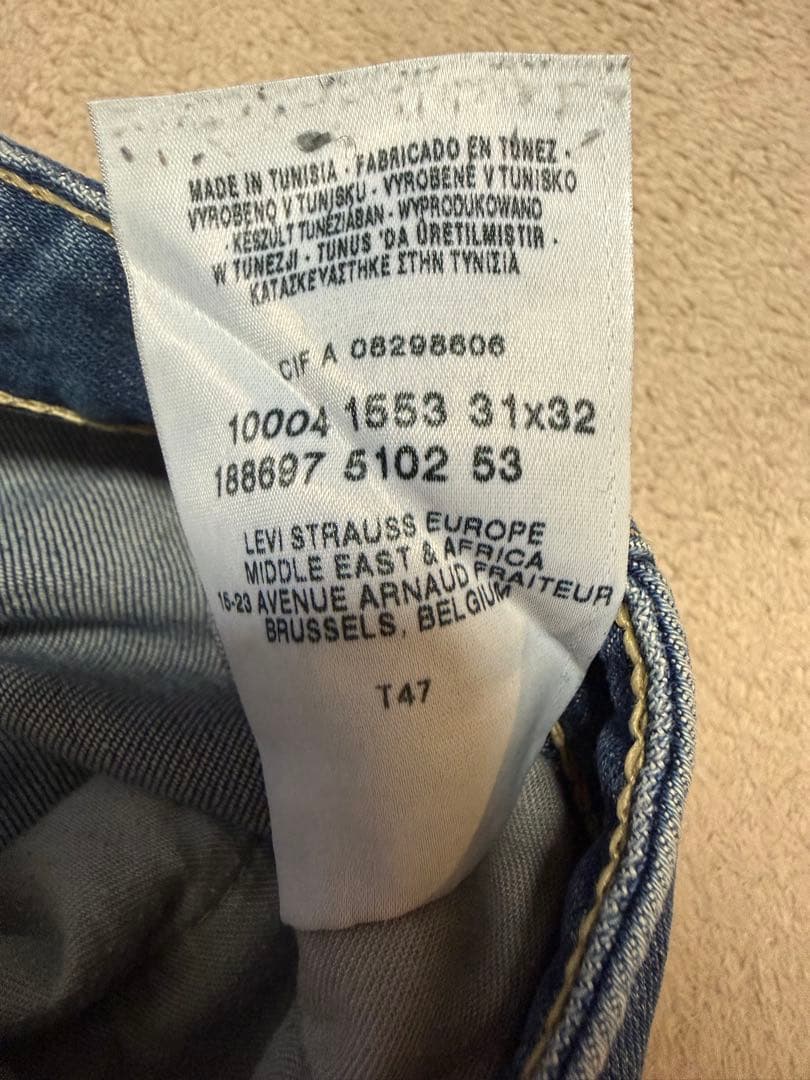 MADE IN TUNISIA · FABRICADO EN TÚNEZ ·
VYROBENO V TUNISKU · VYROBENÉ V TUNISKO
· KÉSZÜLT TUNÉZIÁBAN · WYPRODUKOWANO
W TUNEZJI · TUNUS 'DA ÜRETILMISTIR ·
ΚΑΤΑΣΚΕΥΑΣΤΗΚΕ ΣΤΗΝ ΤΥΝΙΣΙΑ
CIF A 08298606
10004 1553 31x32
188697 5102 53
LEVI STRAUSS EUROPE
MIDDLE EAST & AFRICA
15-23 AVENUE ARNAUD FRAITEUR
BRUSSELS, BELGIUM
T47